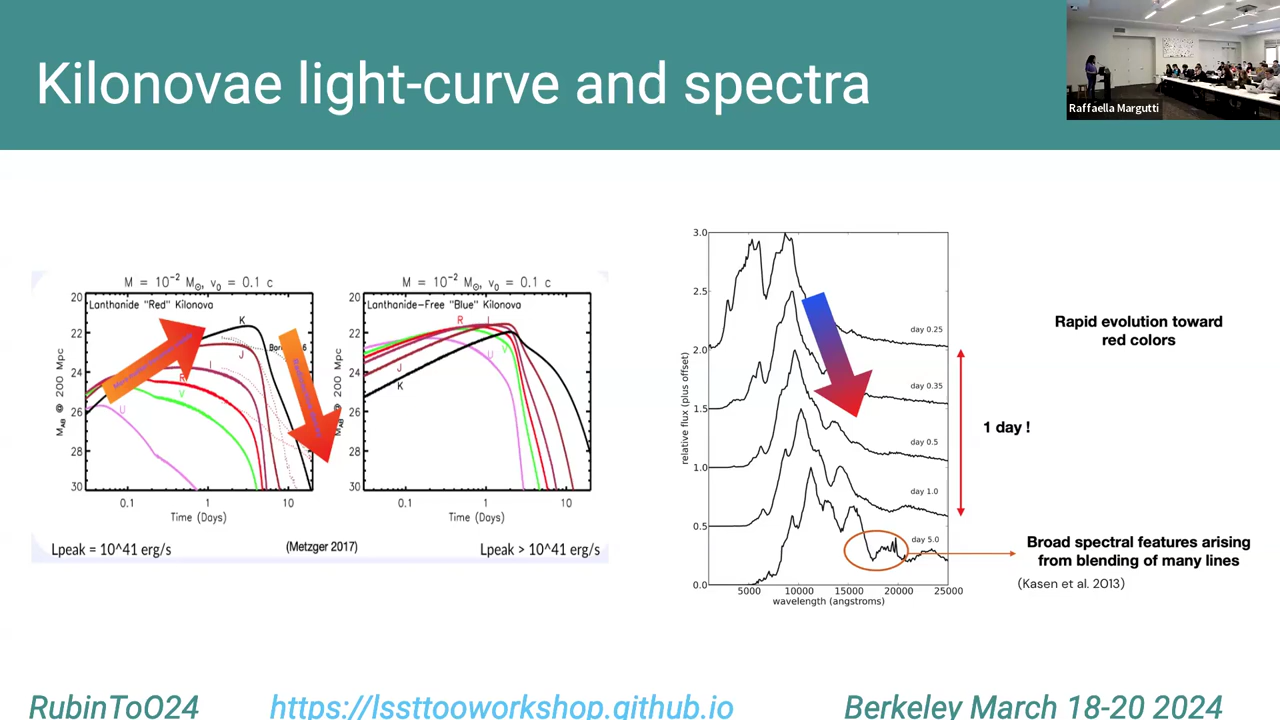 Kilonovae light-curve and spectra
Raffaella Margutti
M = 10⁻² M⊙, v₀ = 0.1 c
Lanthanide "Red" Kilonova
20
22
24
26
28
30
M_AB @ 200 Mpc
K
J
I
R
V
U
0.1
1
10
Time (Days)
Lpeak = 10^41 erg/s
(Metzger 2017)
M = 10⁻² M⊙, v₀ = 0.1 c
Lanthanide-Free "Blue" Kilonova
20
22
24
26
28
30
M_AB @ 200 Mpc
R
I
V
U
J
K
0.1
1
10
Time (Days)
Lpeak > 10^41 erg/s
3.0
2.5
2.0
1.5
1.0
0.5
0.0
relative flux (plus offset)
day 0.25
day 0.35
day 0.5
day 1.0
day 5.0
5000
10000
15000
20000
25000
wavelength (angstroms)
Rapid evolution toward
red colors
1 day !
Broad spectral features arising
from blending of many lines
(Kasen et al. 2013)
RubinToO24
https://lssttooworkshop.github.io
Berkeley March 18-20 2024